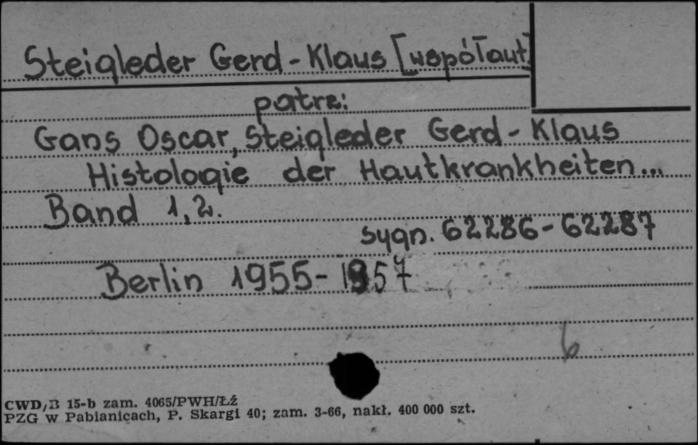 Steigleder Gerd-Klaus [współaut]
patrz:
Gans Oscar, Steigleder Gerd-Klaus
Histologie der Hautkrankheiten...
Band 1,2.
sygn. 62286-62287
Berlin 1955-1957
6
CWD/B 15-b zam. 4065/PWH/ŁŻ
PZG w Pabianicach, P. Skargi 40; zam. 3-66, nakł. 400 000 szt.